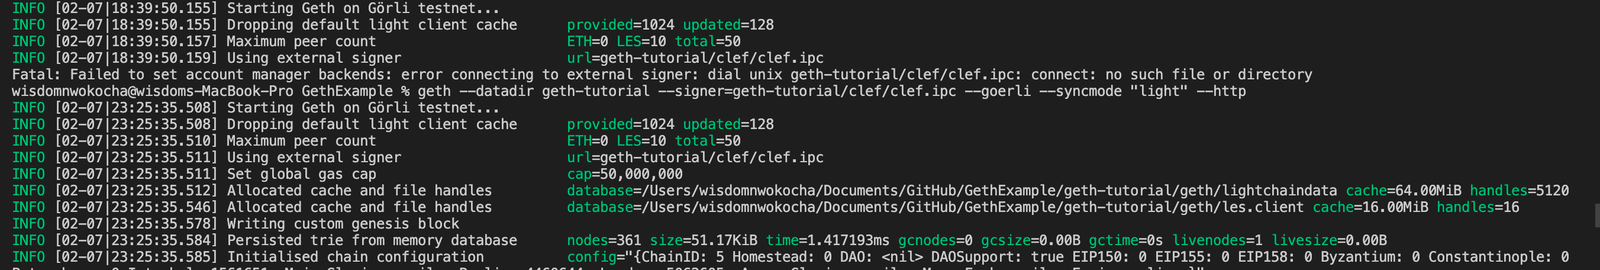 INFO [02-07|18:39:50.155] Starting Geth on Görli testnet...
INFO [02-07|18:39:50.155] Dropping default light client cache provided=1024 updated=128
INFO [02-07|18:39:50.157] Maximum peer count ETH=0 LES=10 total=50
INFO [02-07|18:39:50.159] Using external signer url=geth-tutorial/clef/clef.ipc
Fatal: Failed to set account manager backends: error connecting to external signer: dial unix geth-tutorial/clef/clef.ipc: connect: no such file or directory
wisdomnwokocha@wisdoms-MacBook-Pro GethExample % geth --datadir geth-tutorial --signer=geth-tutorial/clef/clef.ipc --goerli --syncmode "light" --http
INFO [02-07|23:25:35.508] Starting Geth on Görli testnet...
INFO [02-07|23:25:35.508] Dropping default light client cache provided=1024 updated=128
INFO [02-07|23:25:35.510] Maximum peer count ETH=0 LES=10 total=50
INFO [02-07|23:25:35.511] Using external signer url=geth-tutorial/clef/clef.ipc
INFO [02-07|23:25:35.511] Set global gas cap cap=50,000,000
INFO [02-07|23:25:35.512] Allocated cache and file handles database=/Users/wisdomnwokocha/Documents/GitHub/GethExample/geth-tutorial/geth/lightchaindata cache=64.00MiB handles=5120
INFO [02-07|23:25:35.546] Allocated cache and file handles database=/Users/wisdomnwokocha/Documents/GitHub/GethExample/geth-tutorial/geth/les.client cache=16.00MiB handles=16
INFO [02-07|23:25:35.578] Writing custom genesis block
INFO [02-07|23:25:35.584] Persisted trie from memory database nodes=361 size=51.17KiB time=1.417193ms gcnodes=0 gcsize=0.00B gctime=0s livenodes=1 livesize=0.00B
INFO [02-07|23:25:35.585] Initialised chain configuration config="{ChainID: 5 Homestead: 0 DAO: <nil> DAOSupport: true EIP150: 0 EIP155: 0 EIP158: 0 Byzantium: 0 Constantinople: 0